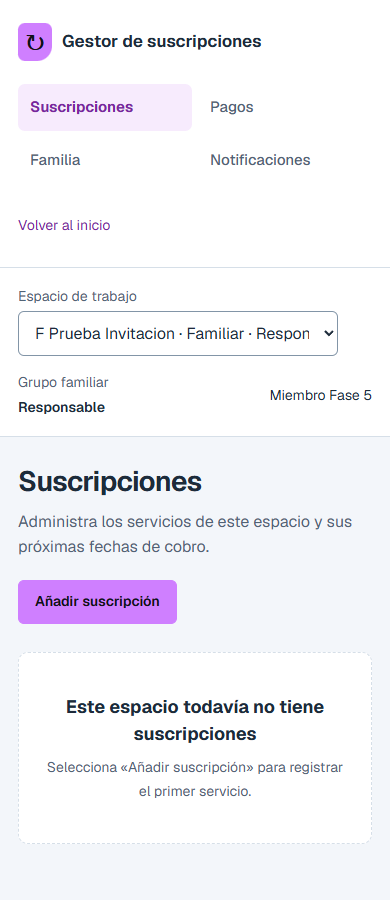 Gestor de suscripciones
Suscripciones
Pagos
Familia
Notificaciones
Volver al inicio
Espacio de trabajo
F Prueba Invitacion · Familiar · Respon
Grupo familiar
Responsable
Miembro Fase 5
Suscripciones
Administra los servicios de este espacio y sus
próximas fechas de cobro.
Añadir suscripción
Este espacio todavía no tiene
suscripciones
Selecciona «Añadir suscripción» para registrar
el primer servicio.